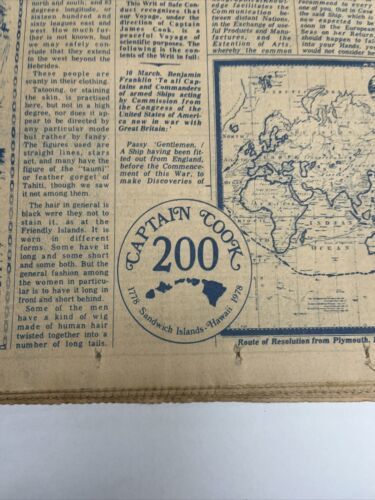 north and south, and 83
degrees longitude, or
sixteen hundred and
sixty leagues east and
west. How much fur-
ther is not known, but
we may safely con-
clude that they extend
to the west beyond the
Hebrides.
These people are
scanty in their clothing.
Tatooing, or staining
the skin, is practised
here, but not in a high
degree, nor does it ap-
pear to be directed by
any particular mode
but rather by fancy.
The figures used are
straight lines, stars
act, and many have the
figure of the "taumi"
or feather gorget of
Tahiti, though we saw
it not among them.
The hair in general is
black were they not to
stain it, as at the
Friendly Islands. It is
worn in different
forms. Some have it
long and some short
and some both. But the
general fashion among
the women in particular
is to have it long in
front and short behind.
Some of the men
have a kind of wig
made of human hair
twisted together into a
number of long tails.
This Writ of Safe Con-
duct recognises that
our Voyage, under the
direction of Captain
James Cook, is a
peaceful Voyage of
scientific purposes. The
following is the con-
tents of the Writ in full:
10 March. Benjamin
Franklin 'To all Cap-
tains and Commanders
of armed Ships acting
by Commission from
the Congress of the
United States of Ameri-
ca now in war with
Great Britain:
Passy 'Gentlemen, /
A Ship having been fit-
ted out from England,
before the Commence-
ment of this War, to
make Discoveries of
edge facilitates the
Communication be-
tween distant Nations,
in the Exchange of use-
ful Products and Manu-
factures, and the
Extention of Arts,
whereby the common
recommend to every
one of you, that in Case
the said Ship, which is
now expected to be
soon in the European
Seas on her Return,
should happen to fall
into your Hands,
would not consider her
CAPTAIN COOK
200
1778 Sandwich Islands-Hawaii 1978
Route of Resolution from Plymouth,